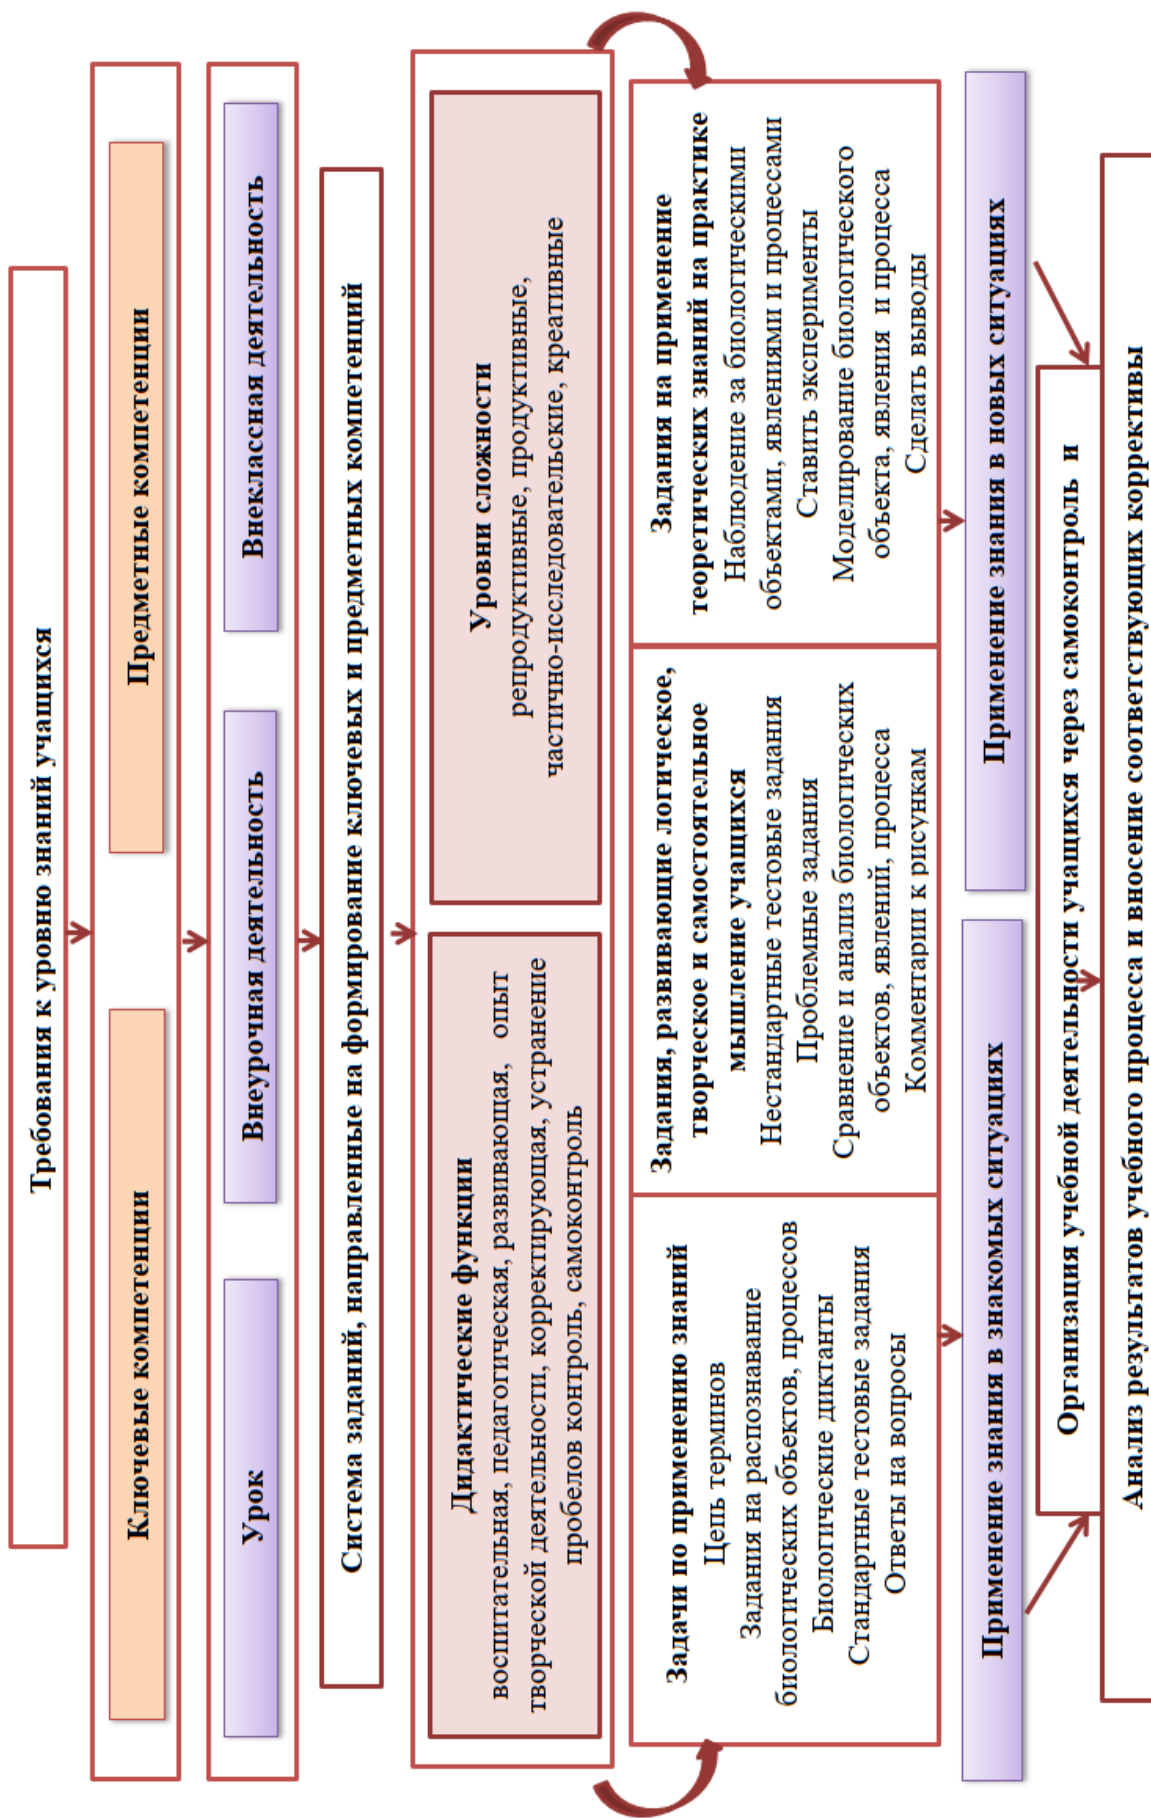 Требования к уровню знаний учащихся
Ключевые компетенции
Предметные компетенции
Урок
Внеурочная деятельность
Внеклассная деятельность
Система заданий, направленные на формирование ключевых и предметных компетенций
Дидактические функции
воспитательная, педагогическая, развивающая, опыт
творческой деятельности, корректирующая, устранение
пробелов контроль, самоконтроль
Уровни сложности
репродуктивные, продуктивные,
частично-исследовательские, креативные
Задачи по применению знаний
Цепь терминов
Задания на распознавание
биологических объектов, процессов
Биологические диктанты
Стандартные тестовые задания
Ответы на вопросы
Задания, развивающие логическое,
творческое и самостоятельное
мышление учащихся
Нестандартные тестовые задания
Проблемные задания
Сравнение и анализ биологических
объектов, явлений, процесса
Комментарии к рисункам
Задания на применение
теоретических знаний на практике
Наблюдение за биологическими
объектами, явлениями и процессами
Ставить эксперименты
Моделирование биологического
объекта, явления и процесса
Сделать выводы
Применение знания в знакомых ситуациях
Применение знания в новых ситуациях
Организация учебной деятельности учащихся через самоконтроль и
Анализ результатов учебного процесса и внесение соответствующих коррективы